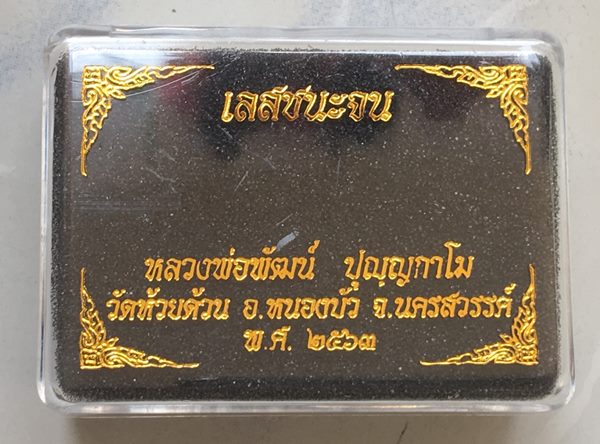 เลสชนะจน
หลวงพ่อพัฒน์ ปุญฺญกาโม
วัดห้วยด้วน อ.หนองบัว จ.นครสวรรค์
พ.ศ. ๒๕๖๓